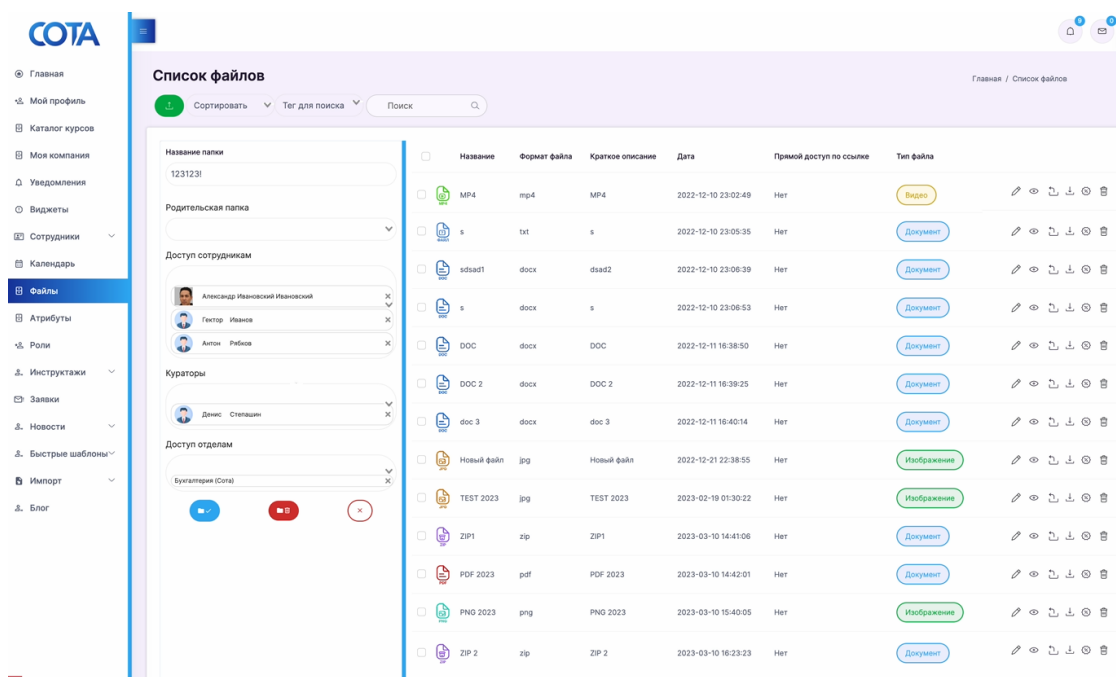 СОТА
9
0
Главная
Мой профиль
Каталог курсов
Моя компания
Уведомления
Виджеты
Сотрудники
Календарь
Файлы
Атрибуты
Роли
Инструктажи
Заявки
Новости
Быстрые шаблоны
Импорт
Блог
Список файлов
Главная / Список файлов
Сортировать
Тег для поиска
Поиск
Название папки
123123!
Родительская папка
Доступ сотрудникам
Александр Ивановский Ивановский
Гектор Иванов
Антон Рябков
Кураторы
Денис Степашин
Доступ отделам
Бухгалтерия (Сота)
Название Формат файла Краткое описание Дата Прямой доступ по ссылке Тип файла
MP4 mp4 MP4 2022-12-10 23:02:49 Нет Видео
s txt s 2022-12-10 23:05:35 Нет Документ
sdsad1 docx dsad2 2022-12-10 23:06:39 Нет Документ
s docx s 2022-12-10 23:06:53 Нет Документ
DOC docx DOC 2022-12-11 16:38:50 Нет Документ
DOC 2 docx DOC 2 2022-12-11 16:39:25 Нет Документ
doc 3 docx doc 3 2022-12-11 16:40:14 Нет Документ
Новый файл jpg Новый файл 2022-12-21 22:38:55 Нет Изображение
TEST 2023 jpg TEST 2023 2023-02-19 01:30:22 Нет Изображение
ZIP1 zip ZIP1 2023-03-10 14:41:06 Нет Документ
PDF 2023 pdf PDF 2023 2023-03-10 14:42:01 Нет Документ
PNG 2023 png PNG 2023 2023-03-10 15:40:05 Нет Изображение
ZIP 2 zip ZIP 2 2023-03-10 16:23:23 Нет Документ